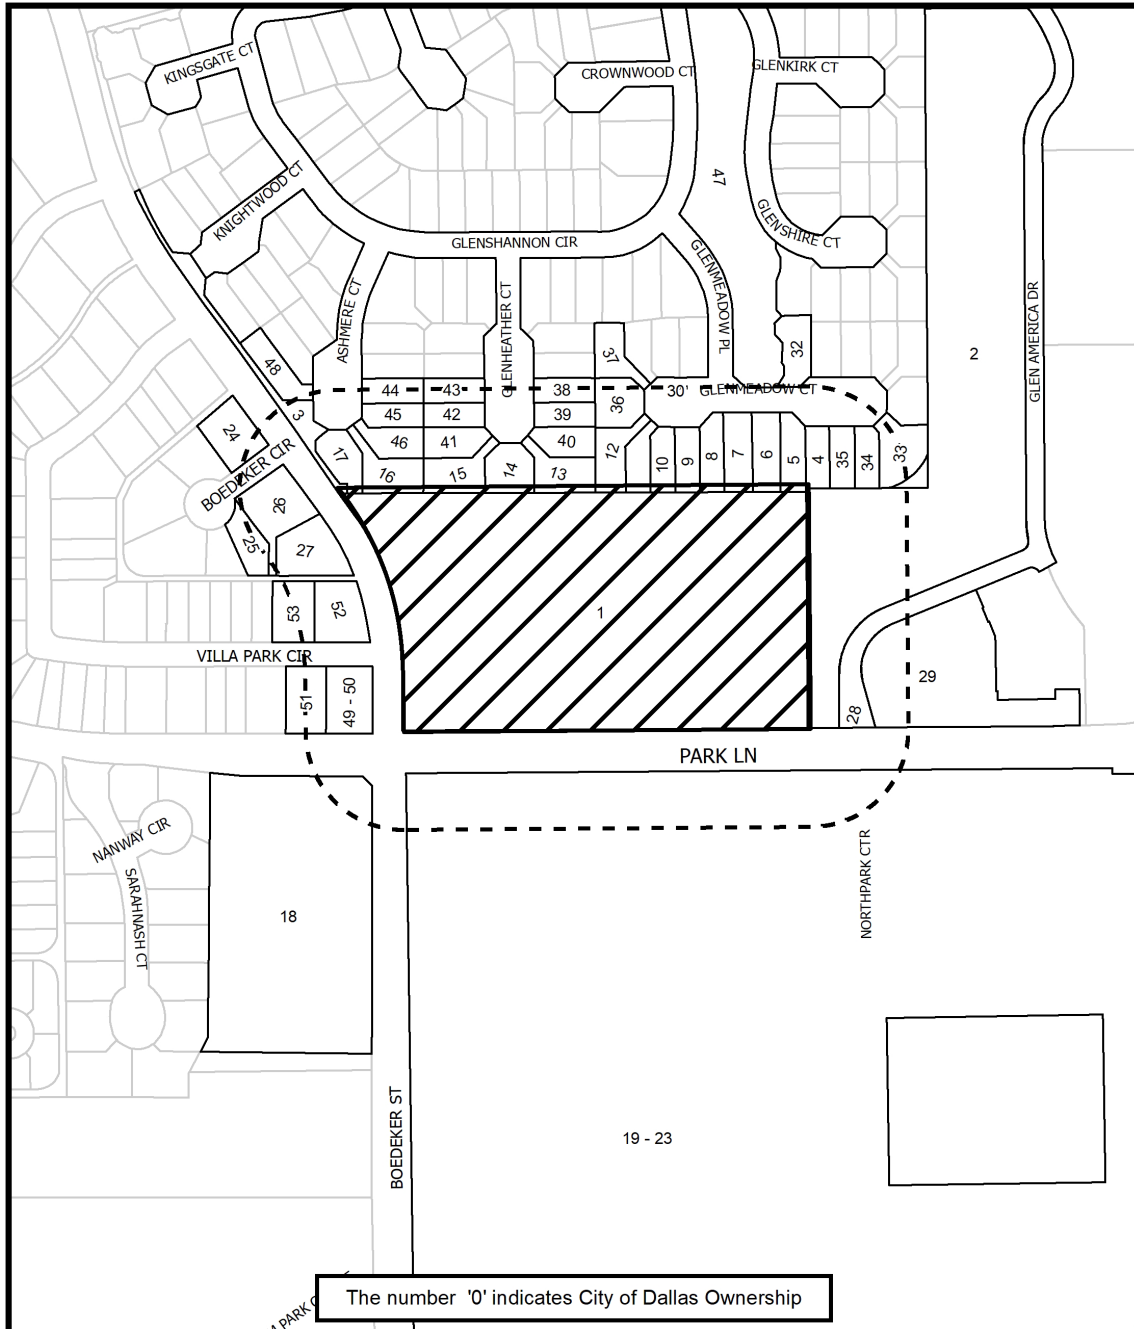 KINGSGATE CT
CROWNWOOD CT
GLENKIRK CT
47
KNIGHTWOOD CT
GLENSHIRE CT
GLENSHANNON CIR
GLENMEADOW PL
ASHMERE CT
GLENHEATHER CT
GLEN AMERICA DR
2
48
37
32
44
43
38
30
GLENMEADOW CT
3
45
42
39
36
24
BOEDEKER CIR
17
46
41
40
12
16
15
14
13
10
9
8
7
6
5
4
35
34
33
26
25
27
53
52
1
VILLA PARK CIR
51
49 - 50
29
28
PARK LN
NANWAY CIR
SARAHNASH CT
18
NORTHPARK CTR
BOEDEKER ST
19 - 23
PARK
The number '0' indicates City of Dallas Ownership